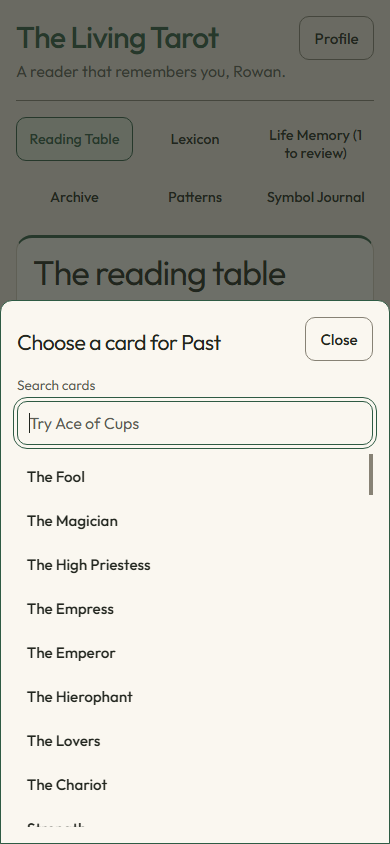 The Living Tarot
Profile
A reader that remembers you, Rowan.
Reading Table
Lexicon
Life Memory (1
to review)
Archive
Patterns
Symbol Journal
The reading table
Choose a card for Past
Close
Search cards
Try Ace of Cups
The Fool
The Magician
The High Priestess
The Empress
The Emperor
The Hierophant
The Lovers
The Chariot
Strength